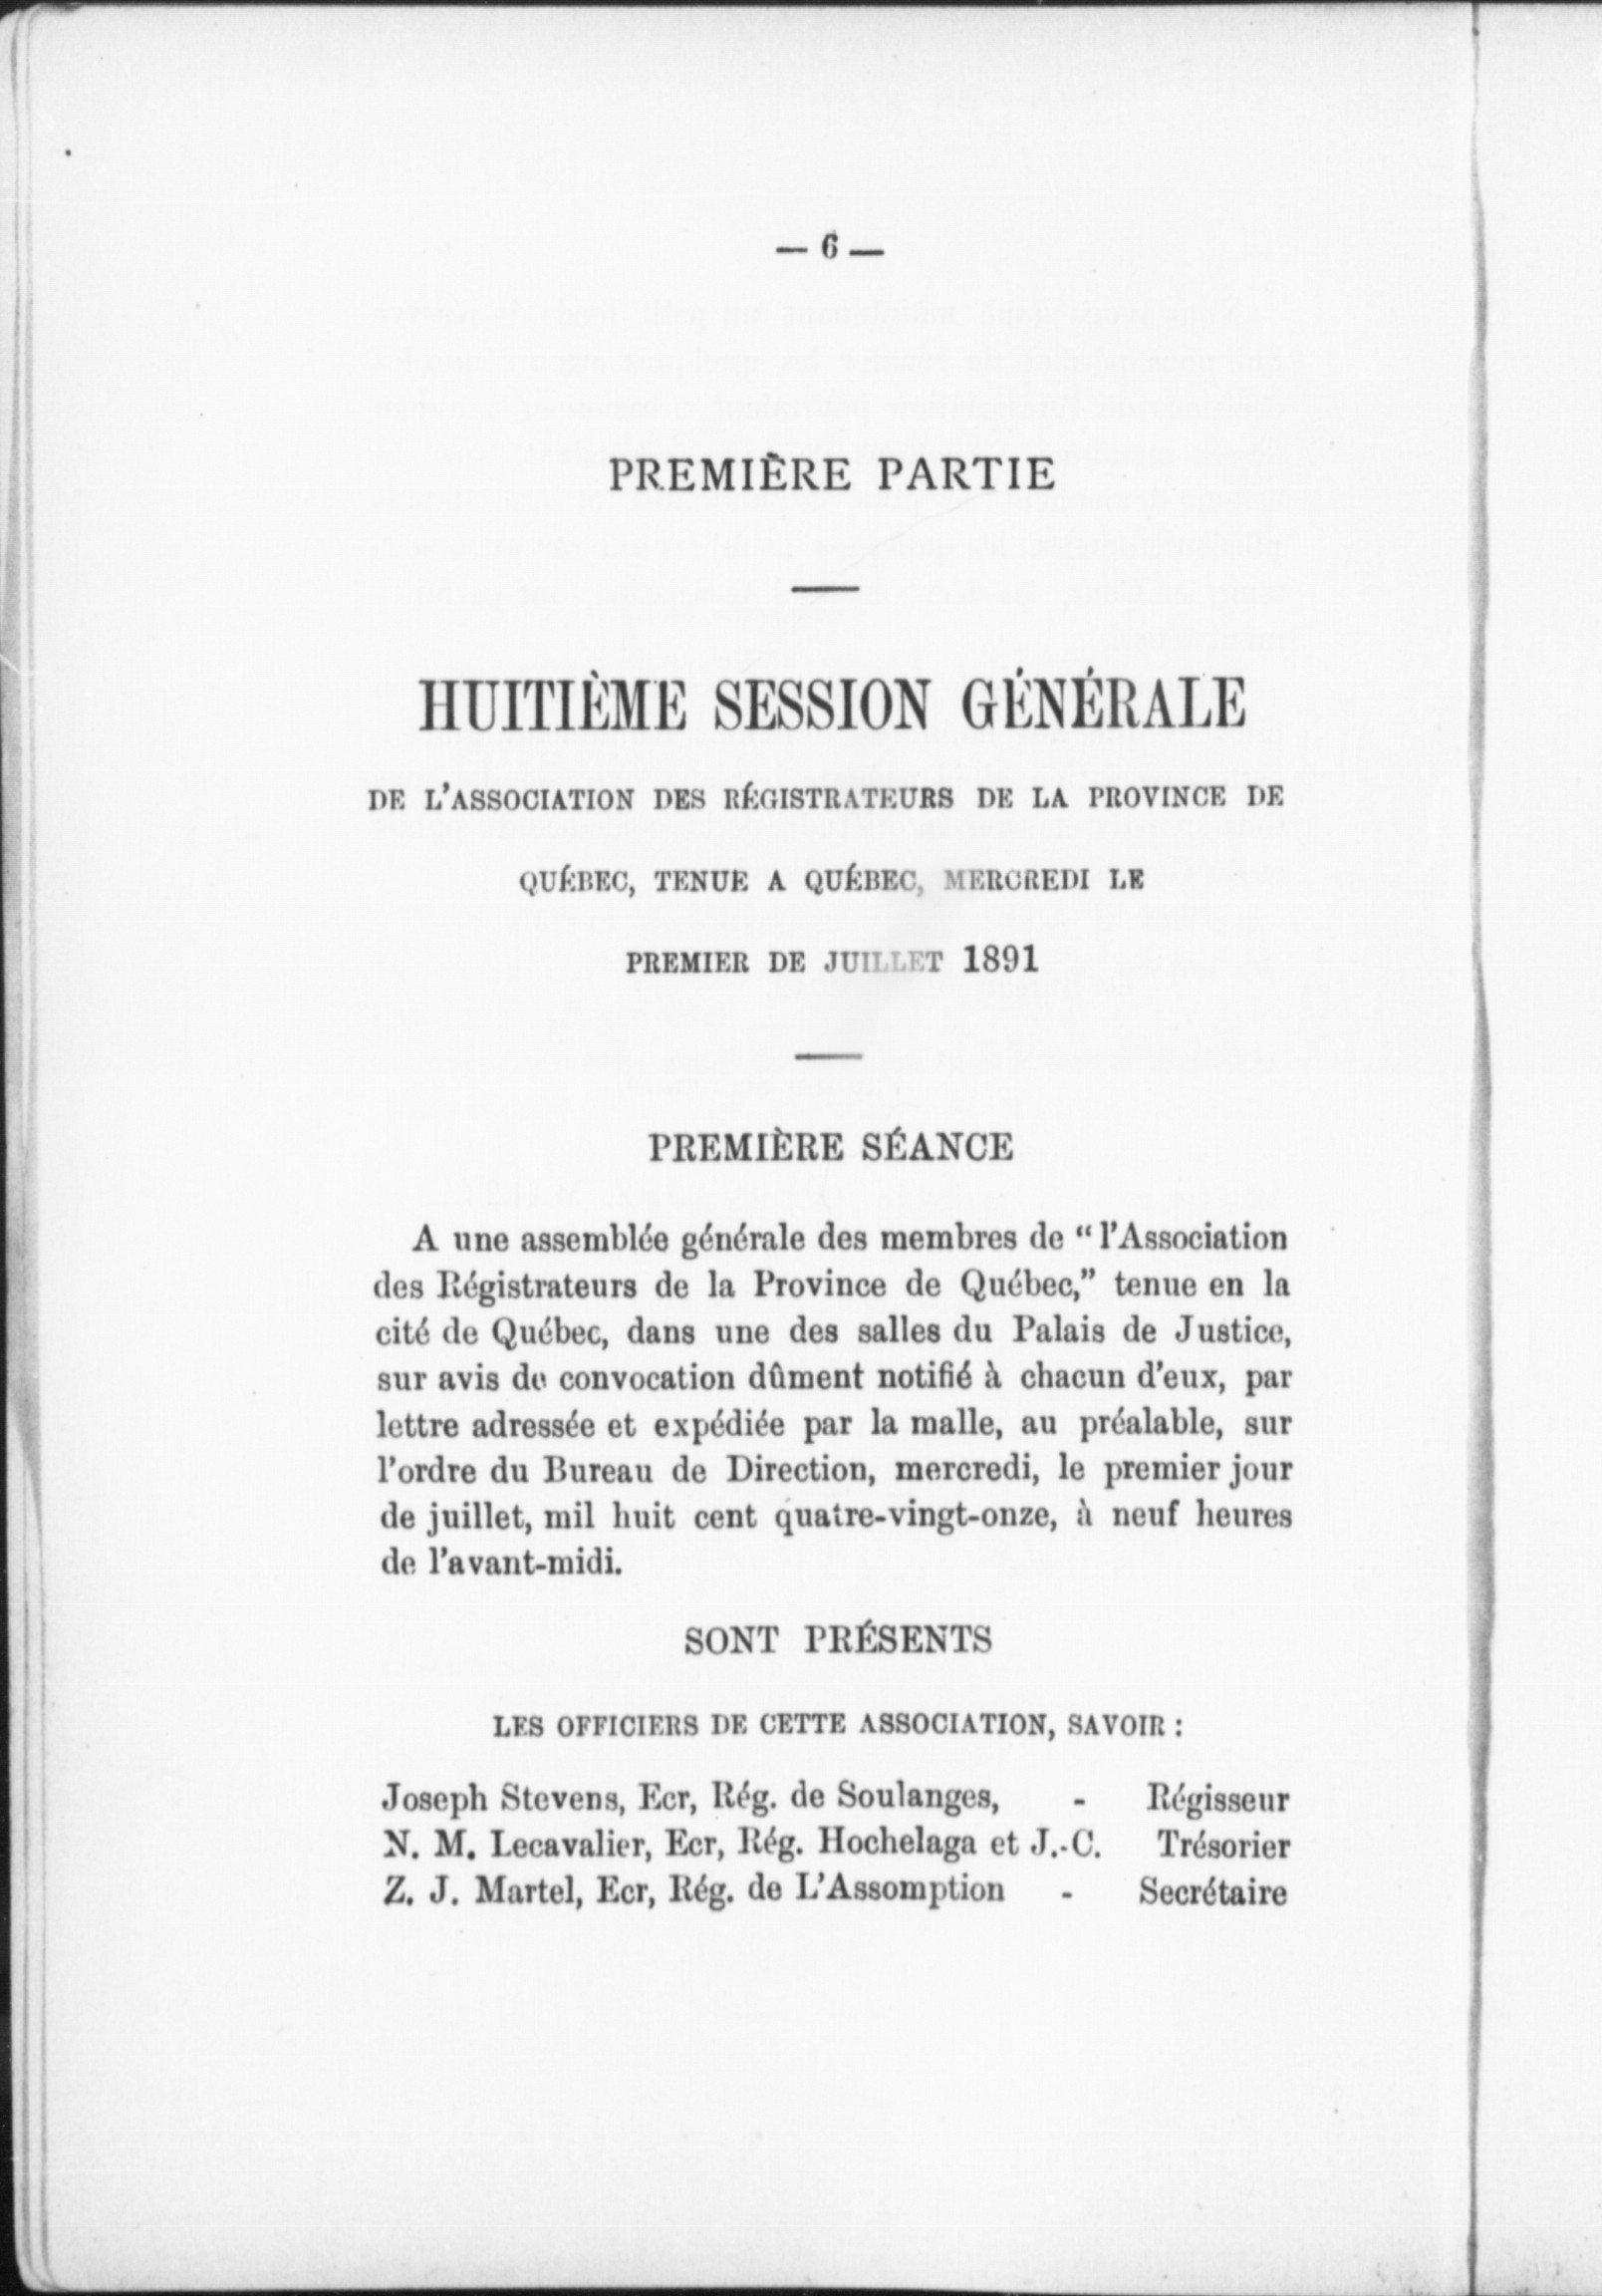 — 6 —
PREMIÈRE PARTIE
HUITIÈME SESSION GÉNÉRALE
DE L'ASSOCIATION DES RÉGISTRATEURS DE LA PROVINCE DE
QUÉBEC, TENUE A QUÉBEC, MERCREDI LE
PREMIER DE JUILLET 1891
PREMIÈRE SÉANCE
A une assemblée générale des membres de “ l'Association
des Régistrateurs de la Province de Québec,” tenue en la
cité de Québec, dans une des salles du Palais de Justice,
sur avis de convocation dûment notifié à chacun d'eux, par
lettre adressée et expédiée par la malle, au préalable, sur
l'ordre du Bureau de Direction, mercredi, le premier jour
de juillet, mil huit cent quatre-vingt-onze, à neuf heures
de l'avant-midi.
SONT PRÉSENTS
LES OFFICIERS DE CETTE ASSOCIATION, SAVOIR :
Joseph Stevens, Ecr, Rég. de Soulanges, - Régisseur
N. M. Lecavalier, Ecr, Rég. Hochelaga et J.-C. Trésorier
Z. J. Martel, Ecr, Rég. de L'Assomption - Secrétaire